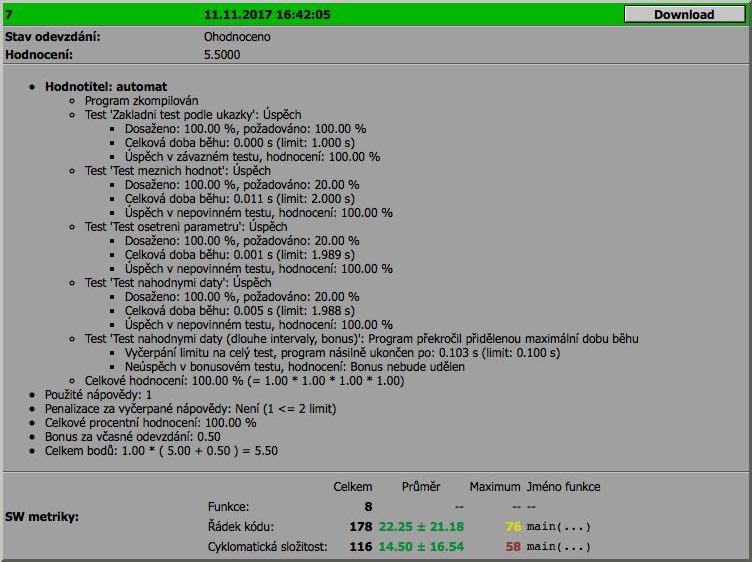 7 11.11.2017 16:42:05 Download
Stav odevzdání: Ohodnoceno
Hodnocení: 5.5000
Hodnotitel: automat
Program zkompilován
Test 'Zakladni test podle ukazky': Úspěch
Dosaženo: 100.00 %, požadováno: 100.00 %
Celková doba běhu: 0.000 s (limit: 1.000 s)
Úspěch v závazném testu, hodnocení: 100.00 %
Test 'Test meznich hodnot': Úspěch
Dosaženo: 100.00 %, požadováno: 20.00 %
Celková doba běhu: 0.011 s (limit: 2.000 s)
Úspěch v nepovinném testu, hodnocení: 100.00 %
Test 'Test osetreni parametru': Úspěch
Dosaženo: 100.00 %, požadováno: 20.00 %
Celková doba běhu: 0.001 s (limit: 1.989 s)
Úspěch v nepovinném testu, hodnocení: 100.00 %
Test 'Test nahodnymi daty': Úspěch
Dosaženo: 100.00 %, požadováno: 20.00 %
Celková doba běhu: 0.005 s (limit: 1.988 s)
Úspěch v nepovinném testu, hodnocení: 100.00 %
Test 'Test nahodnymi daty (dlouhe intervaly, bonus)': Program překročil přidělenou maximální dobu běhu
Vyčerpání limitu na celý test, program násilně ukončen po: 0.103 s (limit: 0.100 s)
Neúspěch v bonusovém testu, hodnocení: Bonus nebude udělen
Celkové hodnocení: 100.00 % (= 1.00 * 1.00 * 1.00 * 1.00)
Použité nápovědy: 1
Penalizace za vyčerpané nápovědy: Není (1 <= 2 limit)
Celkové procentní hodnocení: 100.00 %
Bonus za včasné odevzdání: 0.50
Celkem bodů: 1.00 * ( 5.00 + 0.50 ) = 5.50
SW metriky:
Celkem Průměr Maximum Jméno funkce
Funkce: 8 -- -- --
Řádek kódu: 178 22.25 ± 21.18 76 main(...)
Cyklomatická složitost: 116 14.50 ± 16.54 58 main(...)